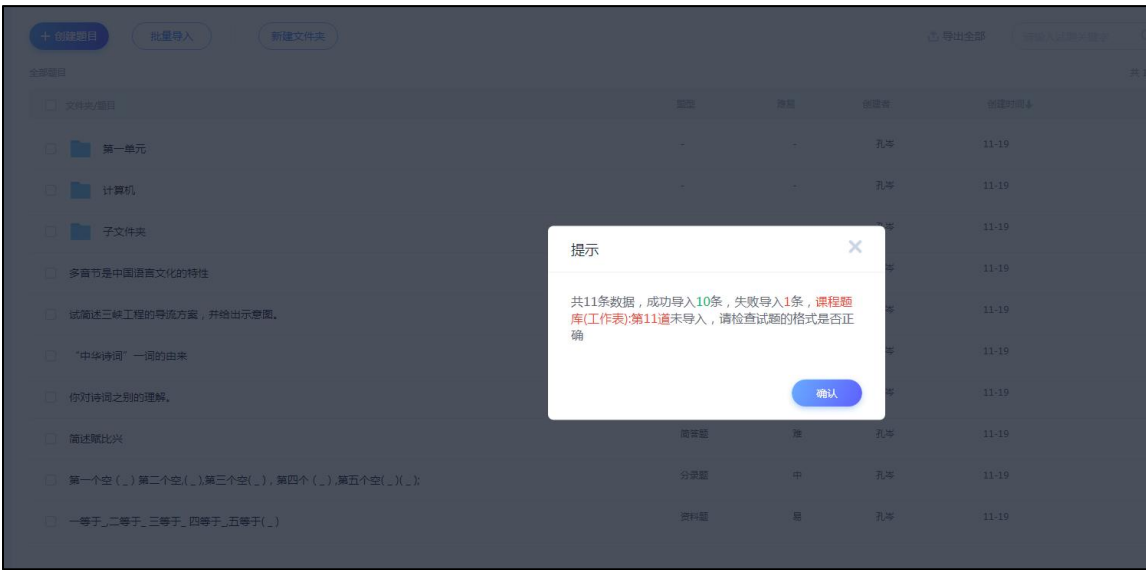 + 创建题目 批量导入 新建文件夹 导出全部
全部题目 共
文件夹/题目 题型 难易 创建者 创建时间
第一单元 - - 孔岑 11-19
计算机 - - 孔岑 11-19
子文件夹 11-19
多音节是中国语言文化的特性 11-19
试简述三峡工程的导流方案，并给出示意图。 11-19
“中华诗词”一词的由来 11-19
你对诗词之别的理解。 11-19
简述赋比兴 简答题 难 孔岑 11-19
第一个空 ( _ ) 第二个空,( _ ),第三个空( _ ) , 第四个 ( _ ) ,第五个空( _ )( _ );
分录题 中 孔岑 11-19
一等于_,二等于_ 三等于_ 四等于_,五等于( _ ) 资料题 易 孔岑 11-19
提示
共11条数据，成功导入10条，失败导入1条，课程题
库(工作表):第11道未导入，请检查试题的格式是否正
确
确认